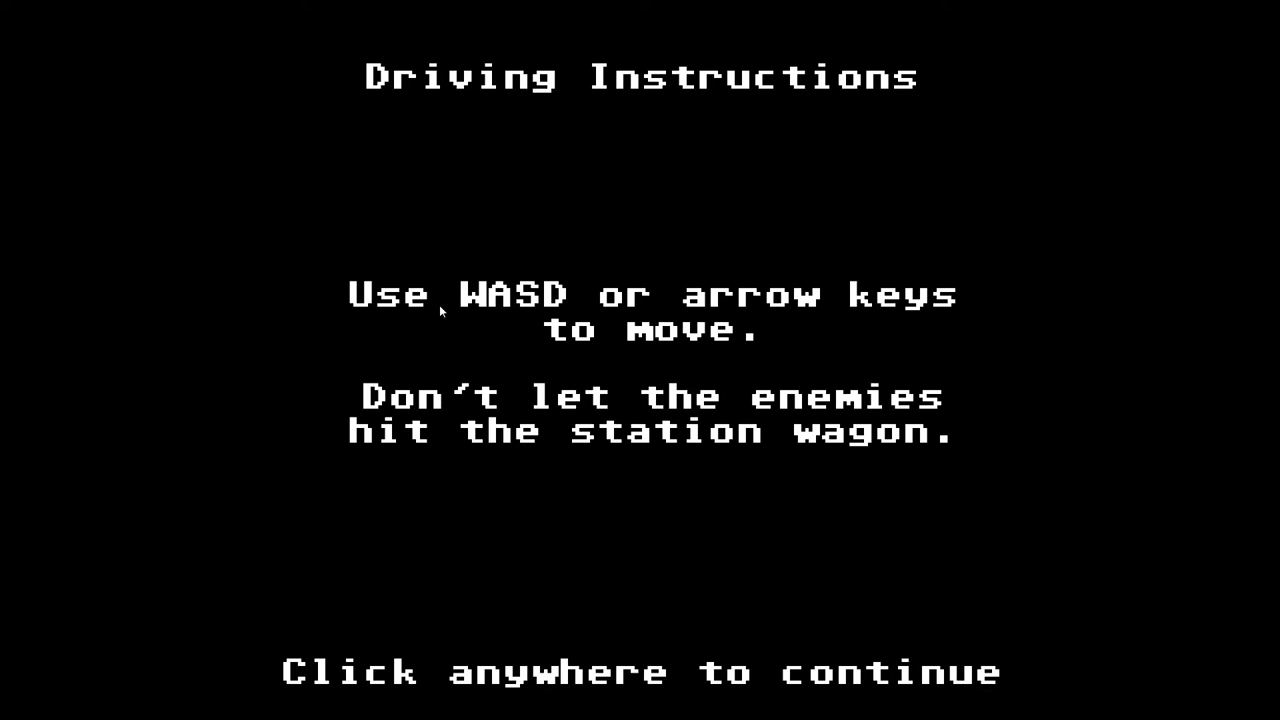 Driving Instructions
Use WASD or arrow keys
to move.
Don't let the enemies
hit the station wagon.
Click anywhere to continue